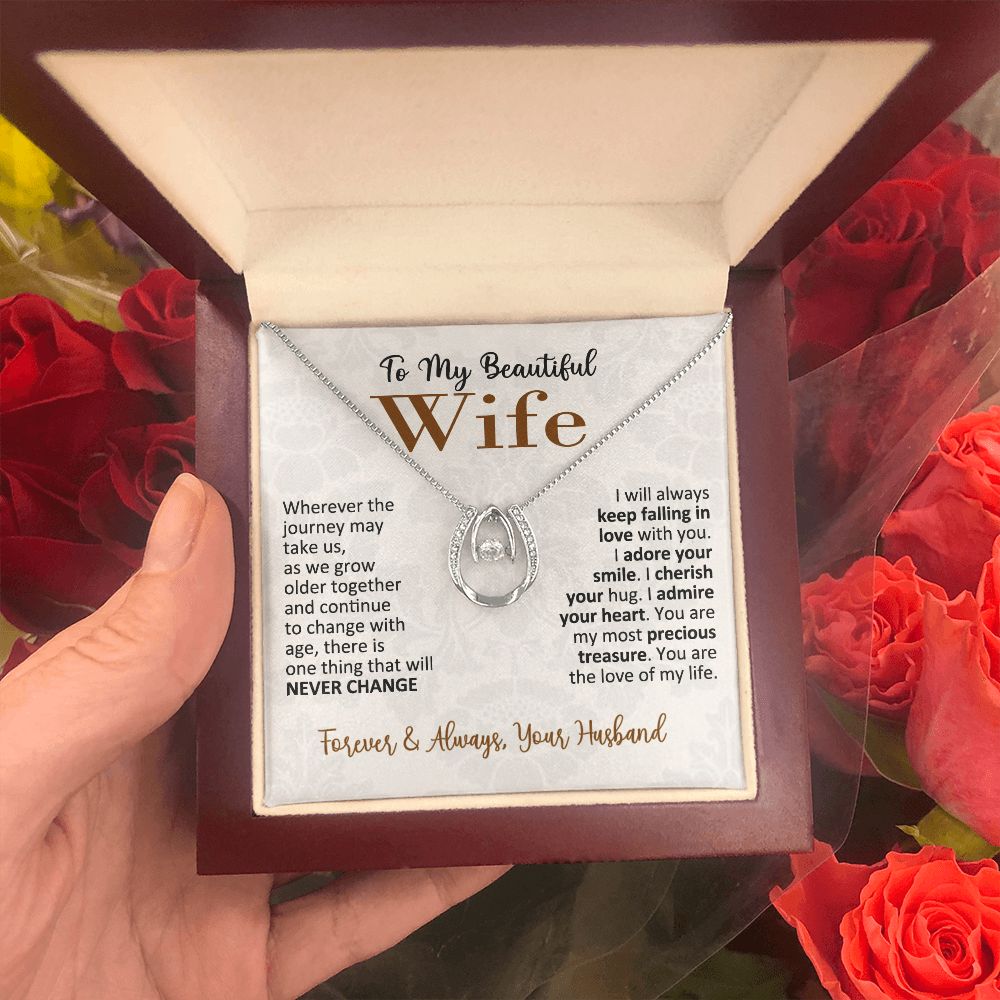 To My Beautiful
Wife
Wherever the
journey may
take us,
as we grow
older together
and continue
to change with
age, there is
one thing that will
NEVER CHANGE
I will always
keep falling in
love with you.
I adore your
smile. I cherish
your hug. I admire
your heart. You are
my most precious
treasure. You are
the love of my life.
Forever & Always, Your Husband